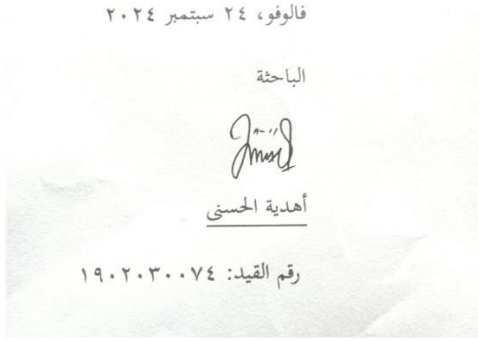 فالوفو، ٢٤ سبتمبر ٢٠٢٤
الباحثة
أهدية الحسنى
رقم القيد: ١٩٠٢٠٣٠٠٧٤